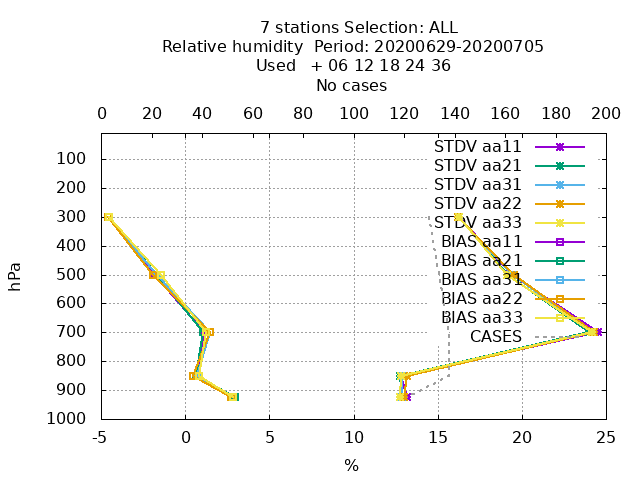 7 stations Selection: ALL
Relative humidity  Period: 20200629-20200705
Used   + 06 12 18 24 36
No cases
0 20 40 60 80 100 120 140 160 180 200
STDV aa11
STDV aa21
STDV aa31
STDV aa22
STDV aa33
BIAS aa11
BIAS aa21
BIAS aa31
BIAS aa22
BIAS aa33
CASES
100
200
300
400
500
600
700
800
900
1000
hPa
-5 0 5 10 15 20 25
%